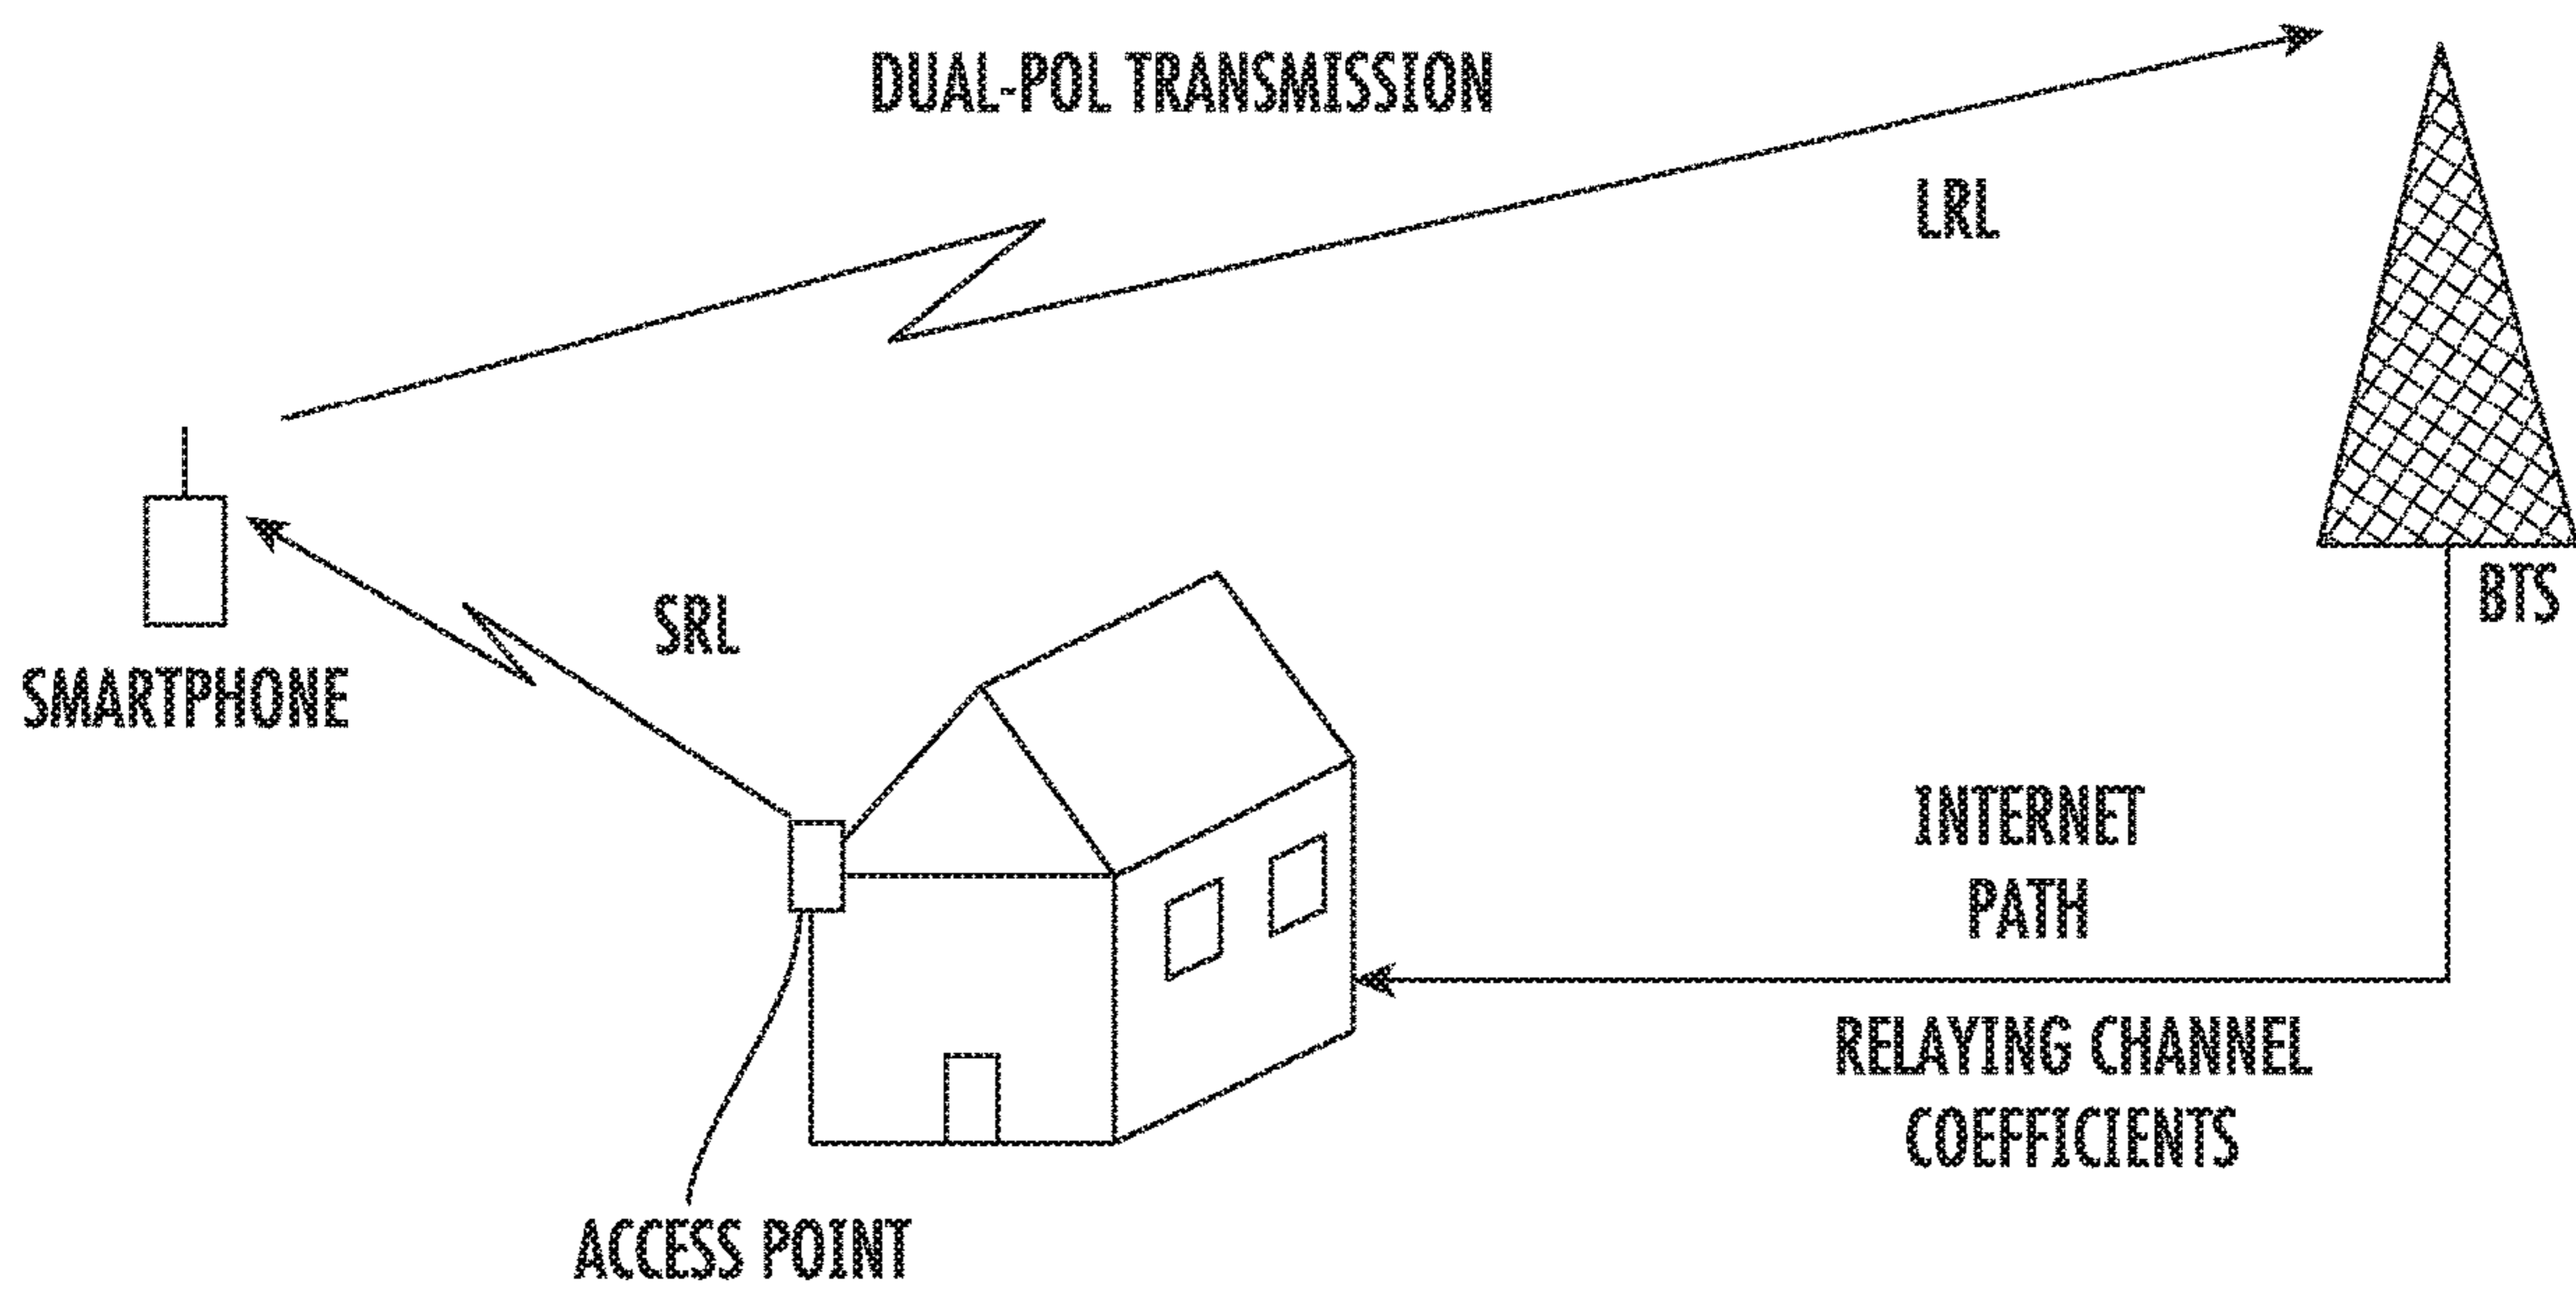 DUAL-POL TRANSMISSION
LRL
BTS
SRL
SMARTPHONE
INTERNET
PATH
RELAYING CHANNEL
COEFFICIENTS
ACCESS POINT